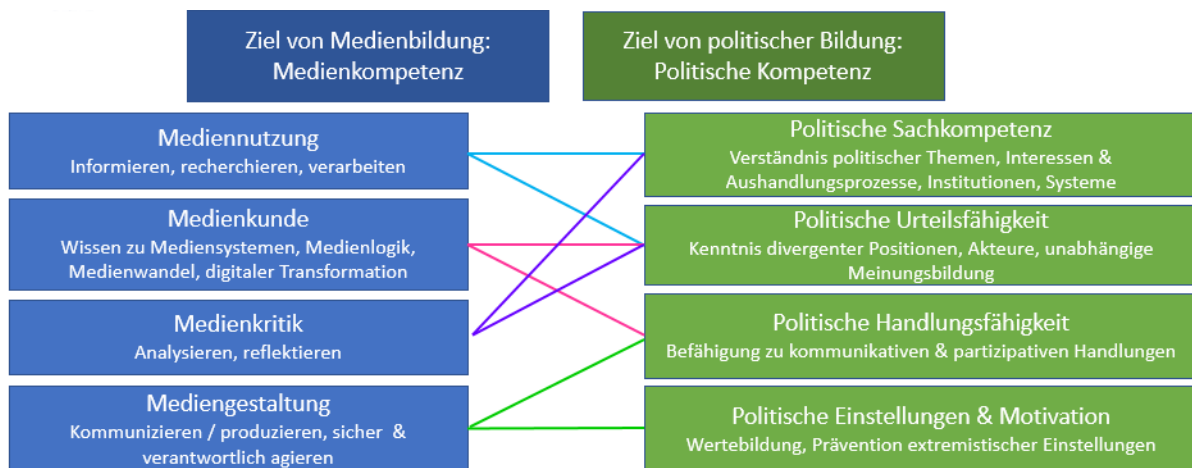 Ziel von Medienbildung:
Medienkompetenz
Ziel von politischer Bildung:
Politische Kompetenz
Mediennutzung
Informieren, recherchieren, verarbeiten
Medienkunde
Wissen zu Mediensystemen, Medienlogik,
Medienwandel, digitaler Transformation
Medienkritik
Analysieren, reflektieren
Mediengestaltung
Kommunizieren / produzieren, sicher &
verantwortlich agieren
Politische Sachkompetenz
Verständnis politischer Themen, Interessen &
Aushandlungsprozesse, Institutionen, Systeme
Politische Urteilsfähigkeit
Kenntnis divergenter Positionen, Akteure, unabhängige
Meinungsbildung
Politische Handlungsfähigkeit
Befähigung zu kommunikativen & partizipativen Handlungen
Politische Einstellungen & Motivation
Wertebildung, Prävention extremistischer Einstellungen